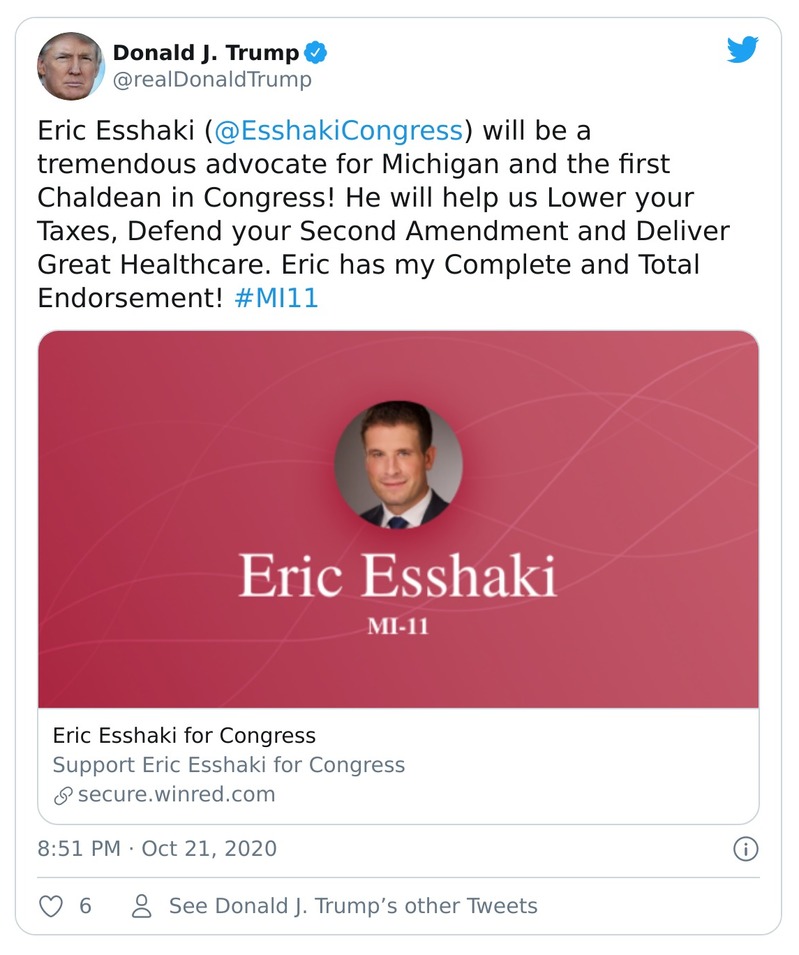 Donald J. Trump
@realDonaldTrump
Eric Esshaki (@EsshakiCongress) will be a
tremendous advocate for Michigan and the first
Chaldean in Congress! He will help us Lower your
Taxes, Defend your Second Amendment and Deliver
Great Healthcare. Eric has my Complete and Total
Endorsement! #MI11
Eric Esshaki
MI-11
Eric Esshaki for Congress
Support Eric Esshaki for Congress
secure.winred.com
8:51 PM · Oct 21, 2020
6 See Donald J. Trump’s other Tweets